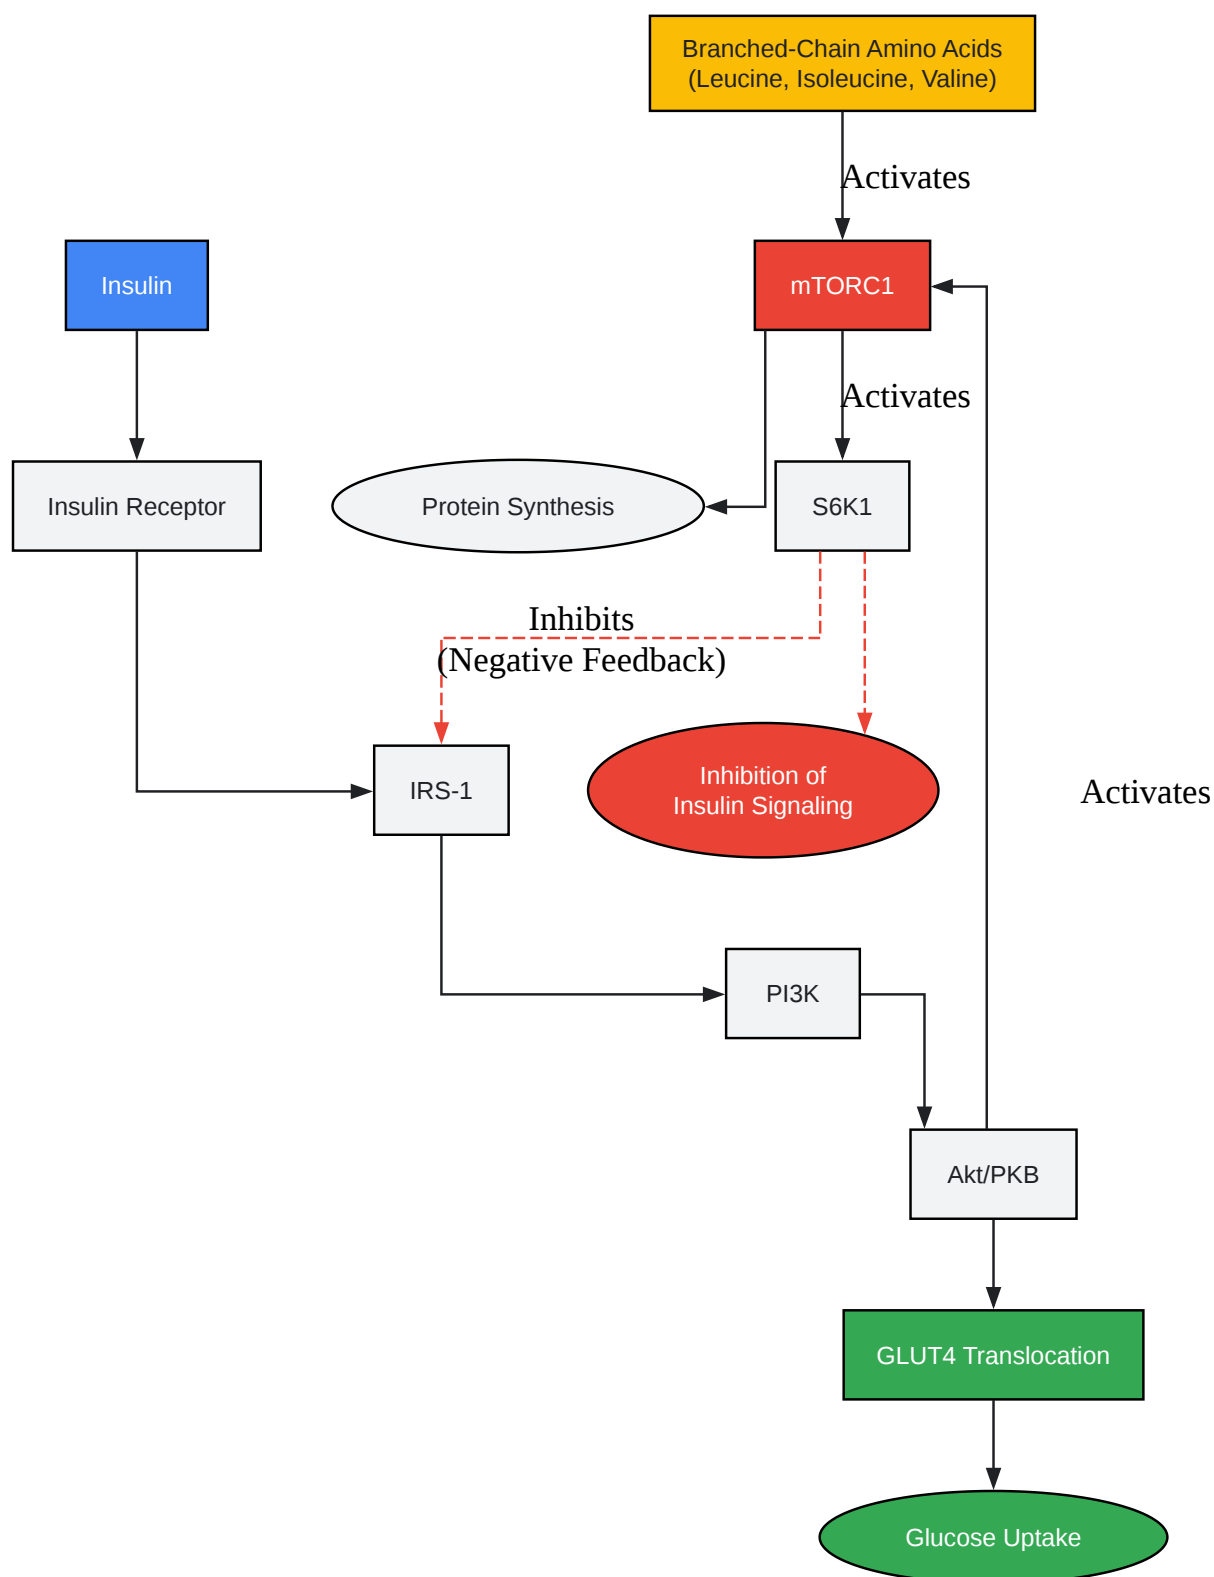 Branched-Chain Amino Acids
(Leucine, Isoleucine, Valine)
Activates
Insulin
mTORC1
Activates
Insulin Receptor
Protein Synthesis
S6K1
Inhibits
(Negative Feedback)
IRS-1
Inhibition of
Insulin Signaling
Activates
PI3K
Akt/PKB
GLUT4 Translocation
Glucose Uptake